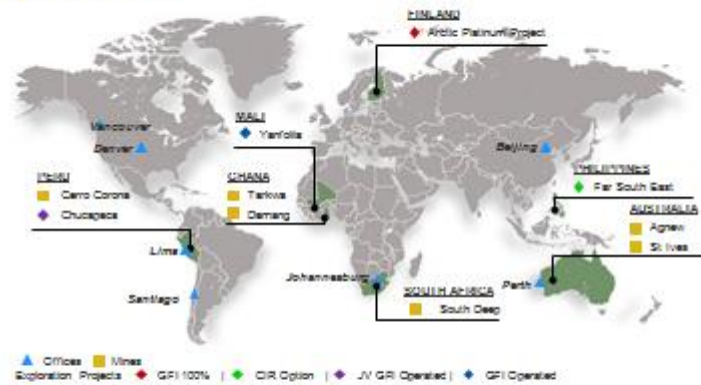 FINLAND
Arctic Platinum Project
MALI
Yanfolila
Vancouver
Denver
Beijing
PERU
Cerro Corona
Chucapaca
GHANA
Tarkwa
Damang
PHILIPPINES
Far South East
AUSTRALIA
Agnew
St Ives
Lima
Johannesburg
Perth
Santiago
SOUTH AFRICA
South Deep
Offices Mines
Exploration Projects GFI 100% | CIR Option | JV GFI Operated | GFI Operated